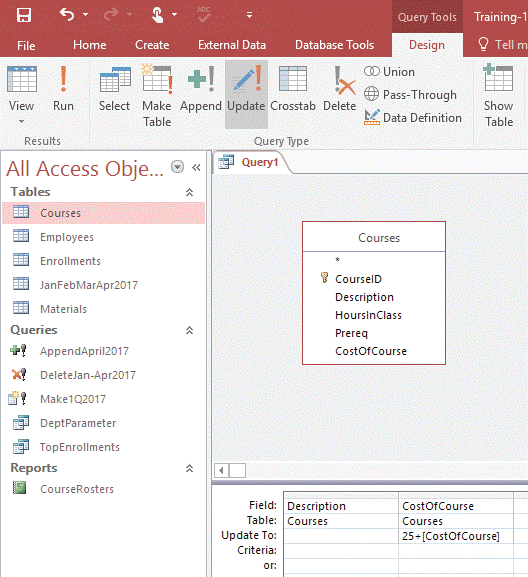 Query Tools
Training-1
File
Home
Create
External Data
Database Tools
Design
Tell m
ABC
View
Run
Select
Make
Table
Append
Update
Crosstab
Delete
Union
Pass-Through
Data Definition
Show
Table
Results
Query Type
All Access Obje... «
Query1
Tables
Courses
Employees
Enrollments
JanFebMarApr2017
Materials
Queries
AppendApril2017
DeleteJan-Apr2017
Make1Q2017
DeptParameter
TopEnrollments
Reports
CourseRosters
Courses
*
CourseID
Description
HoursInClass
Prereq
CostOfCourse
Field: Description CostOfCourse
Table: Courses Courses
Update To: 25+[CostOfCourse]
Criteria:
or: